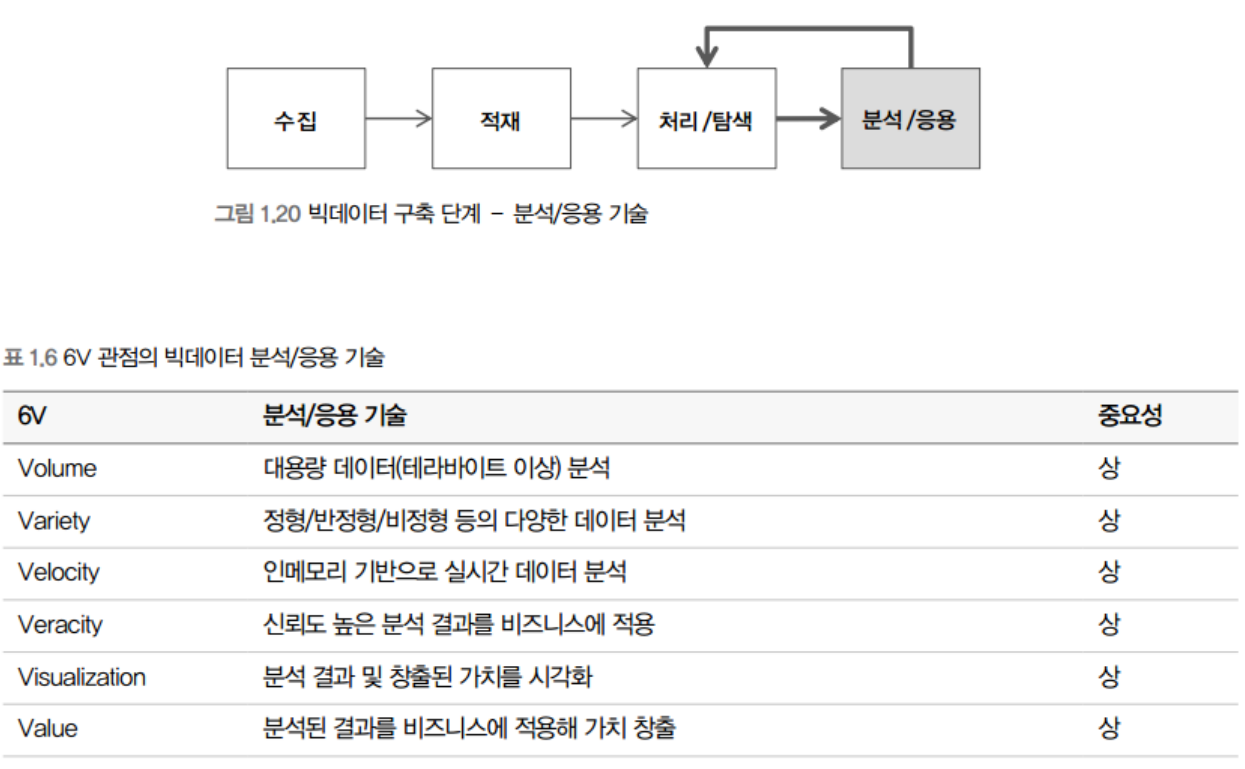 수집
적재
처리/탐색
분석/응용
그림 1.20 빅데이터 구축 단계 – 분석/응용 기술
표 1.6 6V 관점의 빅데이터 분석/응용 기술
6V 분석/응용 기술 중요성
Volume 대용량 데이터(테라바이트 이상) 분석 상
Variety 정형/반정형/비정형 등의 다양한 데이터 분석 상
Velocity 인메모리 기반으로 실시간 데이터 분석 상
Veracity 신뢰도 높은 분석 결과를 비즈니스에 적용 상
Visualization 분석 결과 및 창출된 가치를 시각화 상
Value 분석된 결과를 비즈니스에 적용해 가치 창출 상